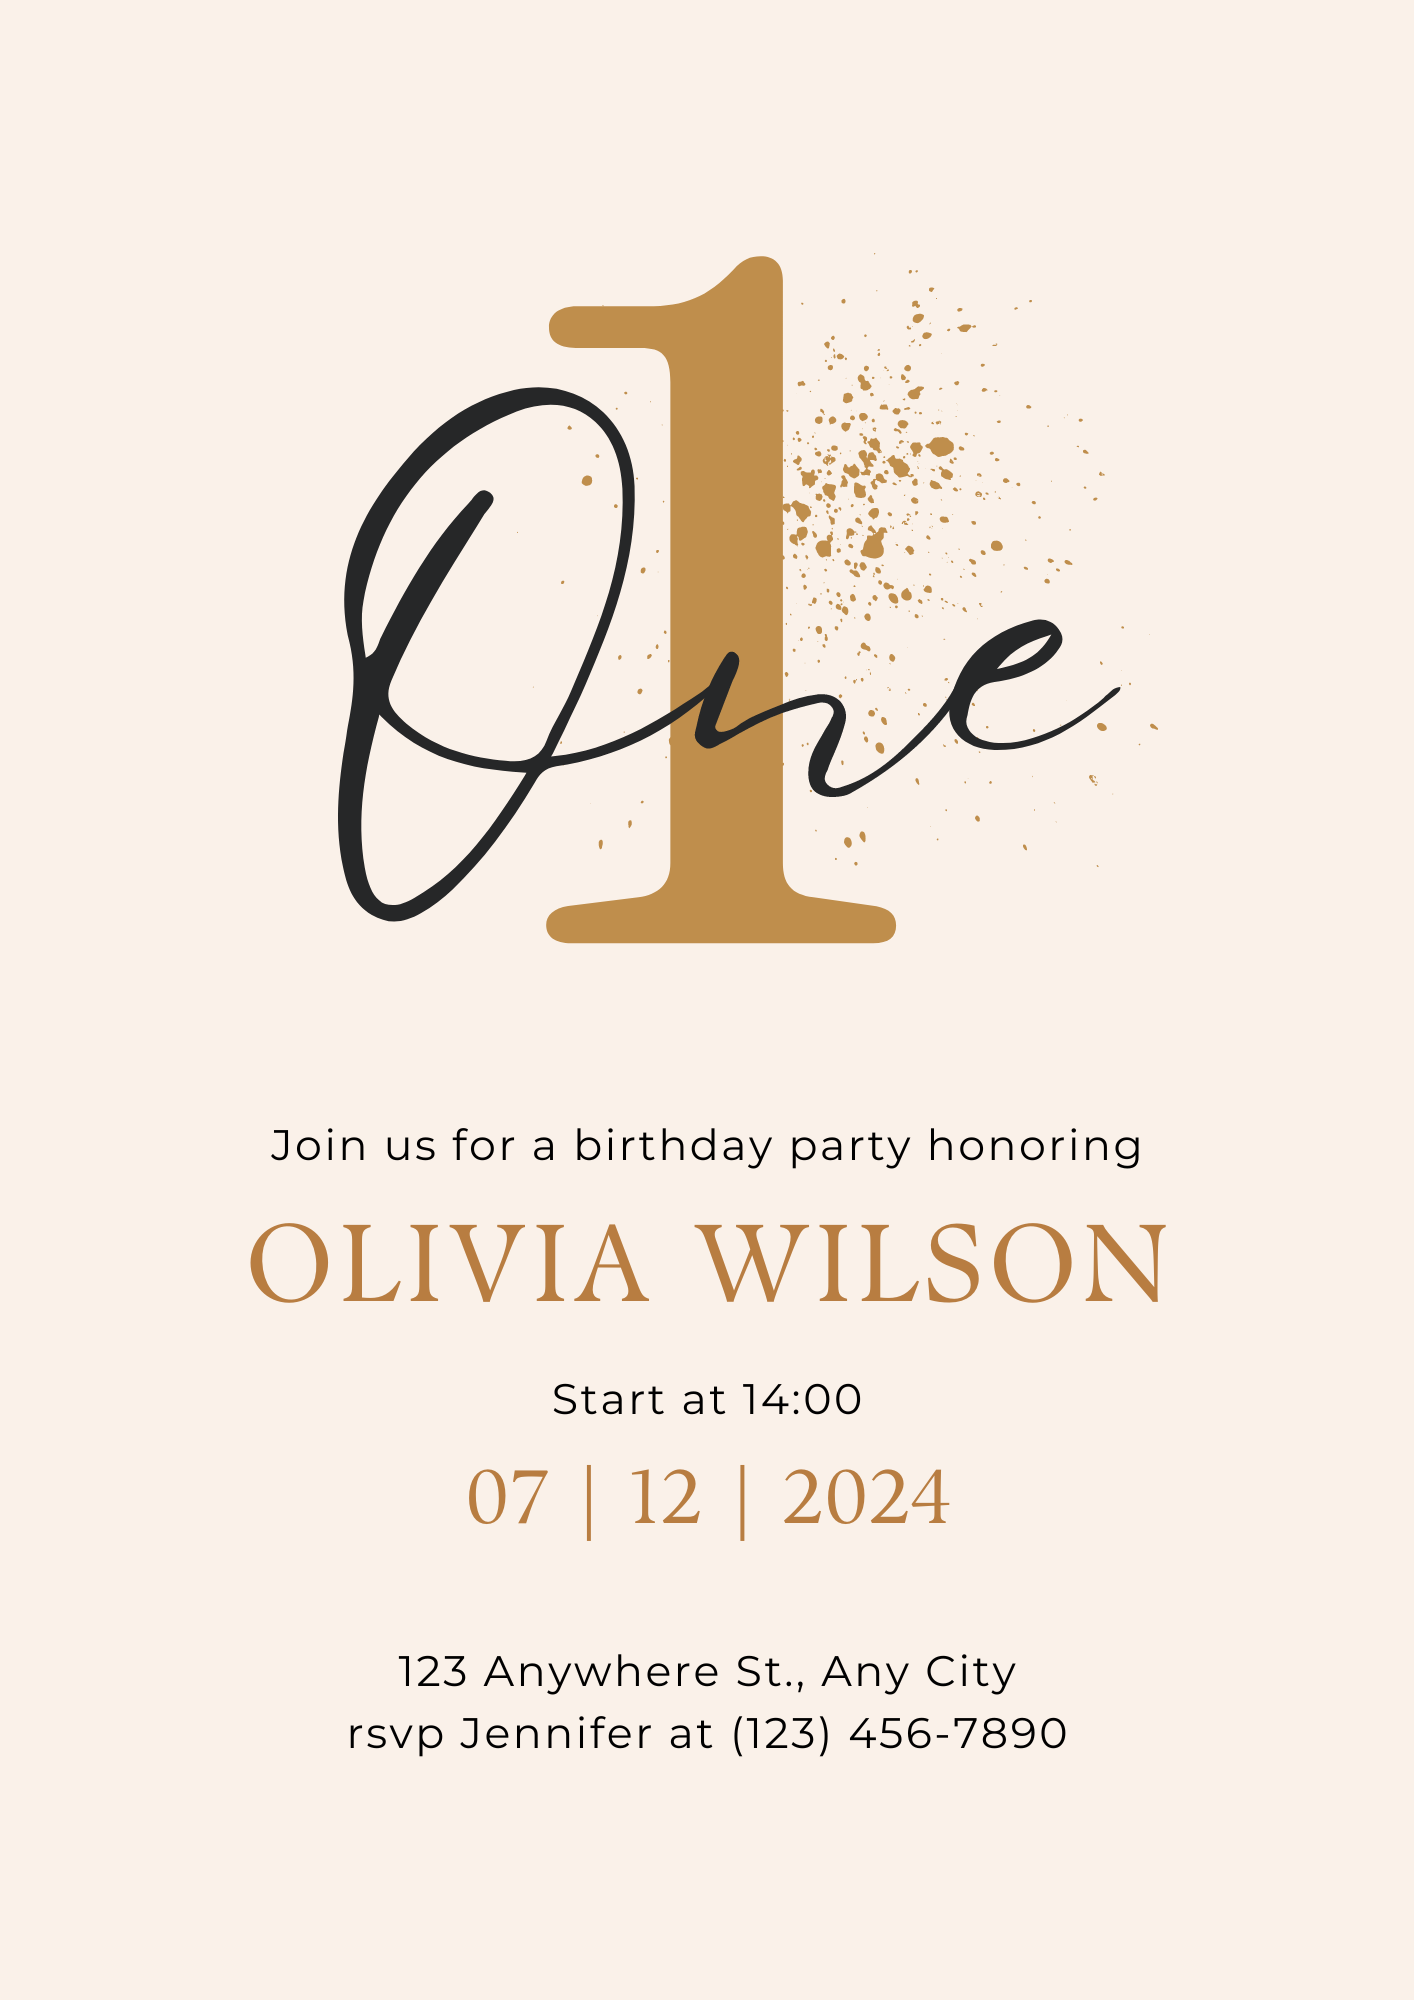 1
One
Join us for a birthday party honoring
OLIVIA WILSON
Start at 14:00
07 | 12 | 2024
123 Anywhere St., Any City
rsvp Jennifer at (123) 456-7890